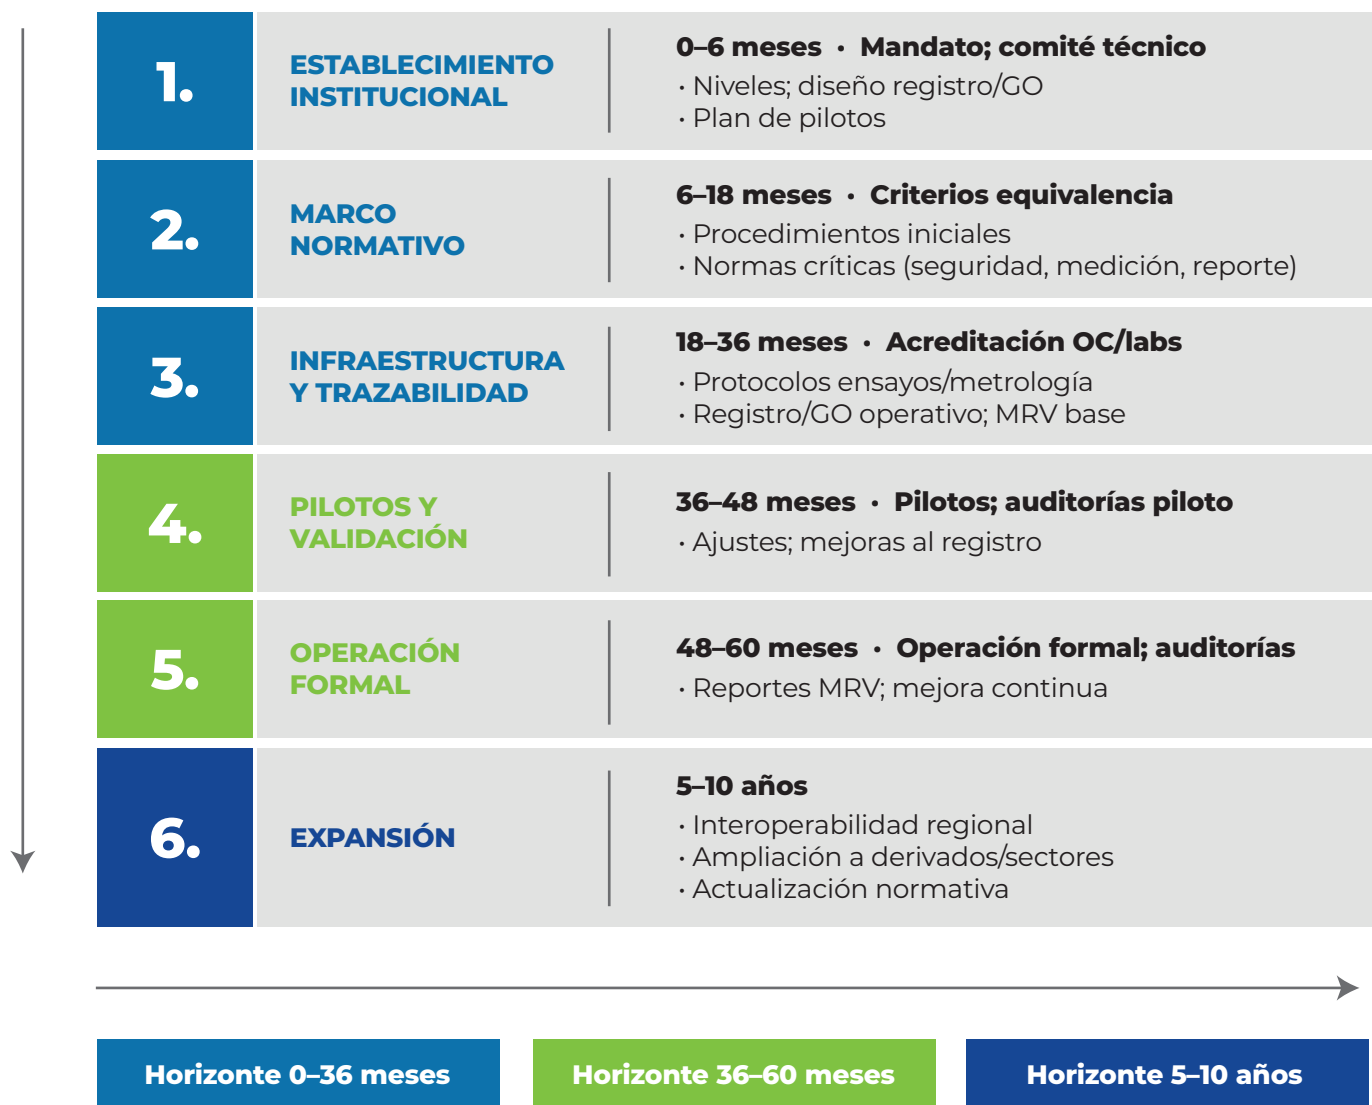 1.
ESTABLECIMIENTO
INSTITUCIONAL
0–6 meses · Mandato; comité técnico
· Niveles; diseño registro/GO
· Plan de pilotos
2.
MARCO
NORMATIVO
6–18 meses · Criterios equivalencia
· Procedimientos iniciales
· Normas críticas (seguridad, medición, reporte)
3.
INFRAESTRUCTURA
Y TRAZABILIDAD
18–36 meses · Acreditación OC/labs
· Protocolos ensayos/metrología
· Registro/GO operativo; MRV base
4.
PILOTOS Y
VALIDACIÓN
36–48 meses · Pilotos; auditorías piloto
· Ajustes; mejoras al registro
5.
OPERACIÓN
FORMAL
48–60 meses · Operación formal; auditorías
· Reportes MRV; mejora continua
6.
EXPANSIÓN
5–10 años
· Interoperabilidad regional
· Ampliación a derivados/sectores
· Actualización normativa
Horizonte 0–36 meses
Horizonte 36–60 meses
Horizonte 5–10 años